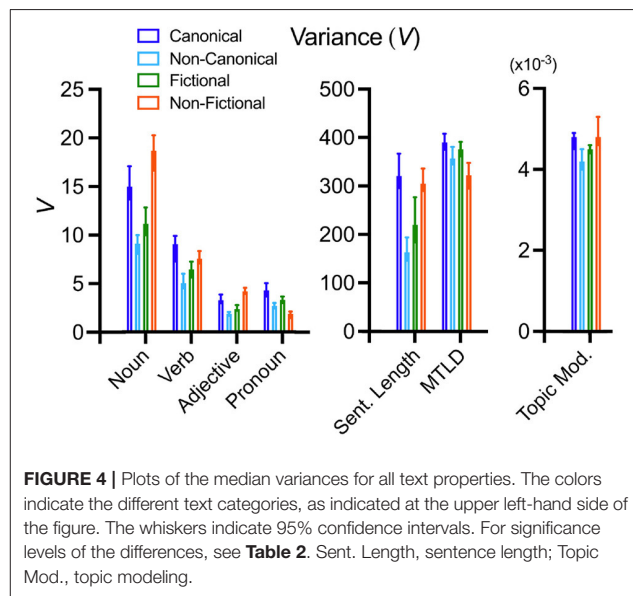 Variance (V)
Canonical
Non-Canonical
Fictional
Non-Fictional
(x10⁻³)
25
20
15
10
5
0
V
Noun
Verb
Adjective
Pronoun
500
400
300
200
100
0
Sent. Length
MTLD
6
4
2
0
Topic Mod.
FIGURE 4 | Plots of the median variances for all text properties. The colors
indicate the different text categories, as indicated at the upper left-hand side of
the figure. The whiskers indicate 95% confidence intervals. For significance
levels of the differences, see Table 2. Sent. Length, sentence length; Topic
Mod., topic modeling.